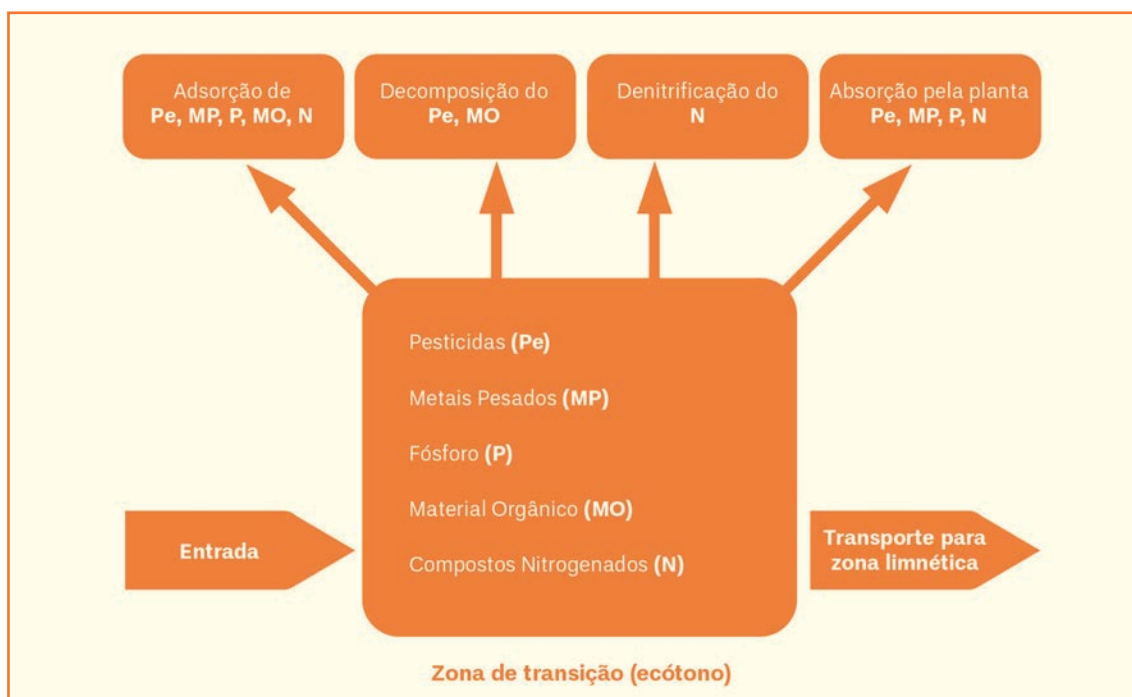 Adsorção de
Pe, MP, P, MO, N
Decomposição do
Pe, MO
Denitrificação do
N
Absorção pela planta
Pe, MP, P, N
Pesticidas (Pe)
Metais Pesados (MP)
Fósforo (P)
Material Orgânico (MO)
Compostos Nitrogenados (N)
Entrada
Transporte para
zona limnética
Zona de transição (ecótono)